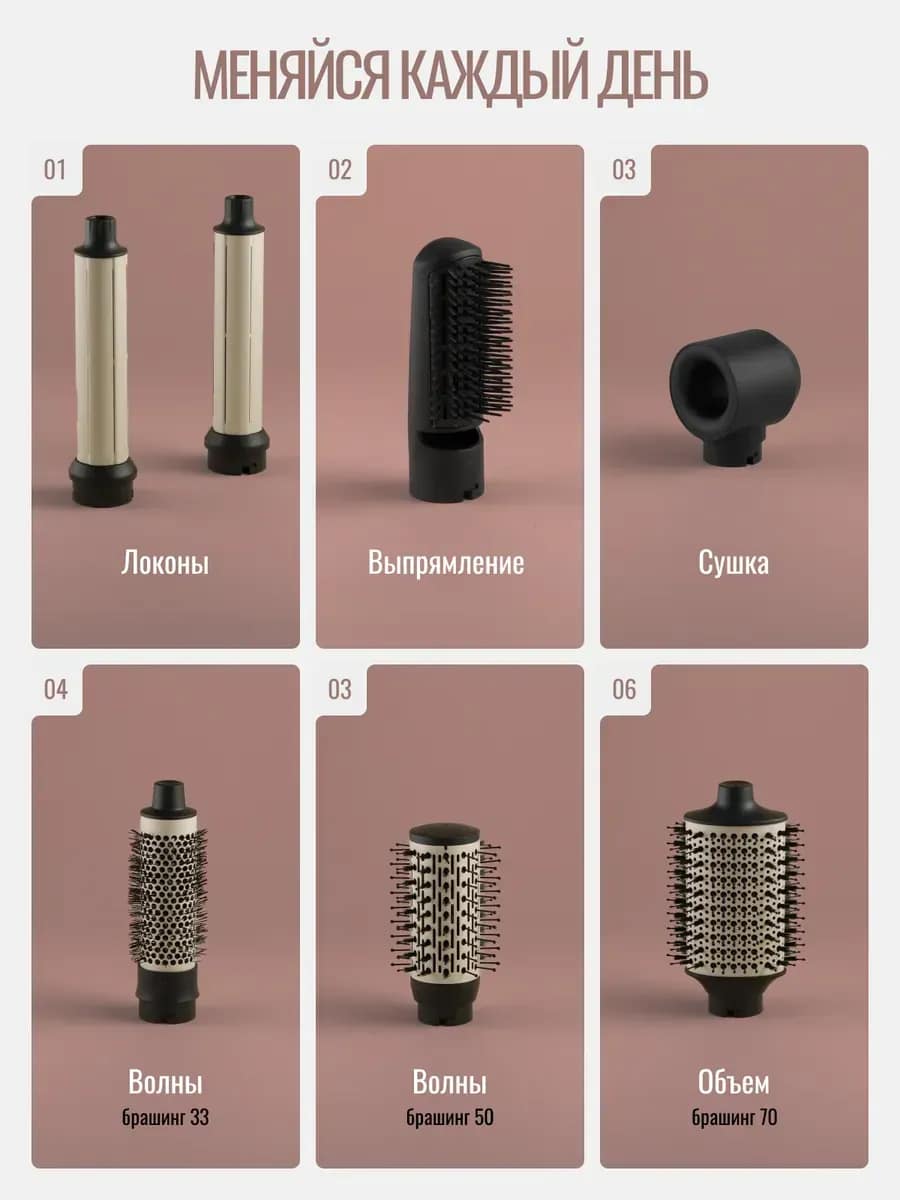 МЕНЯЙСЯ КАЖДЫЙ ДЕНЬ
01
Локоны
02
Выпрямление
03
Сушка
04
Волны
брашинг 33
03
Волны
брашинг 50
06
Объем
брашинг 70